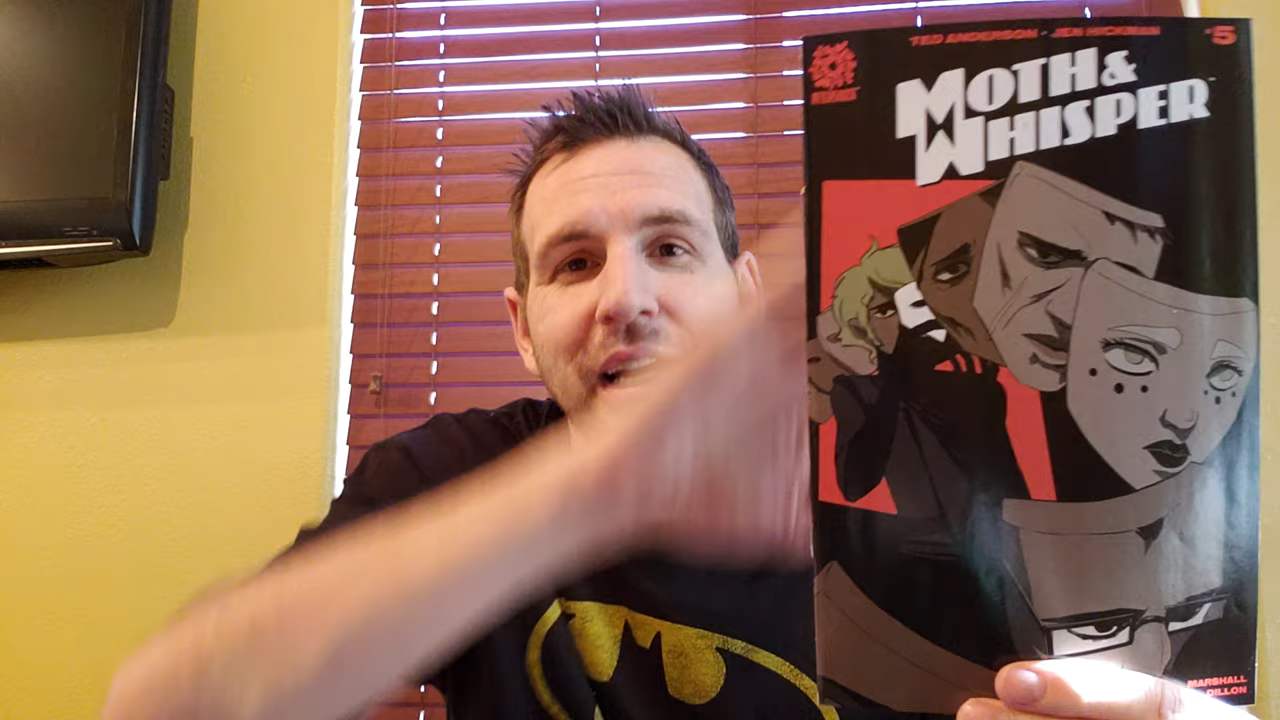 TED ANDERSON · JEN HICKMAN
#5
MOTH &
WHISPER
MARSHALL
DILLON